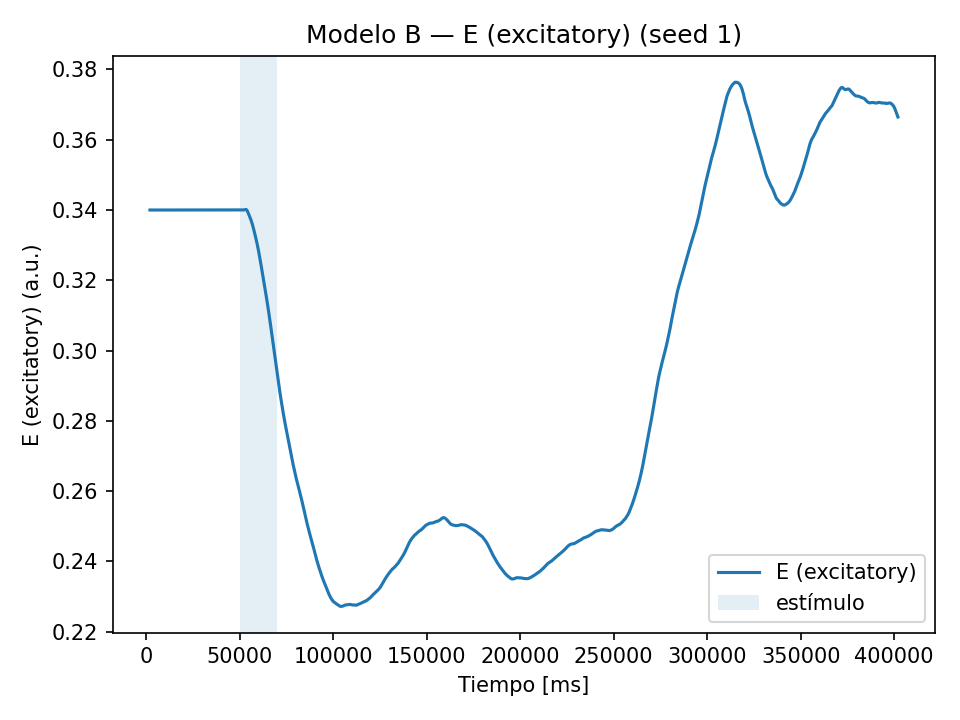 Modelo B — E (excitatory) (seed 1)
E (excitatory) (a.u.)
0.38
0.36
0.34
0.32
0.30
0.28
0.26
0.24
0.22
E (excitatory)
estímulo
0 50000 100000 150000 200000 250000 300000 350000 400000
Tiempo [ms]